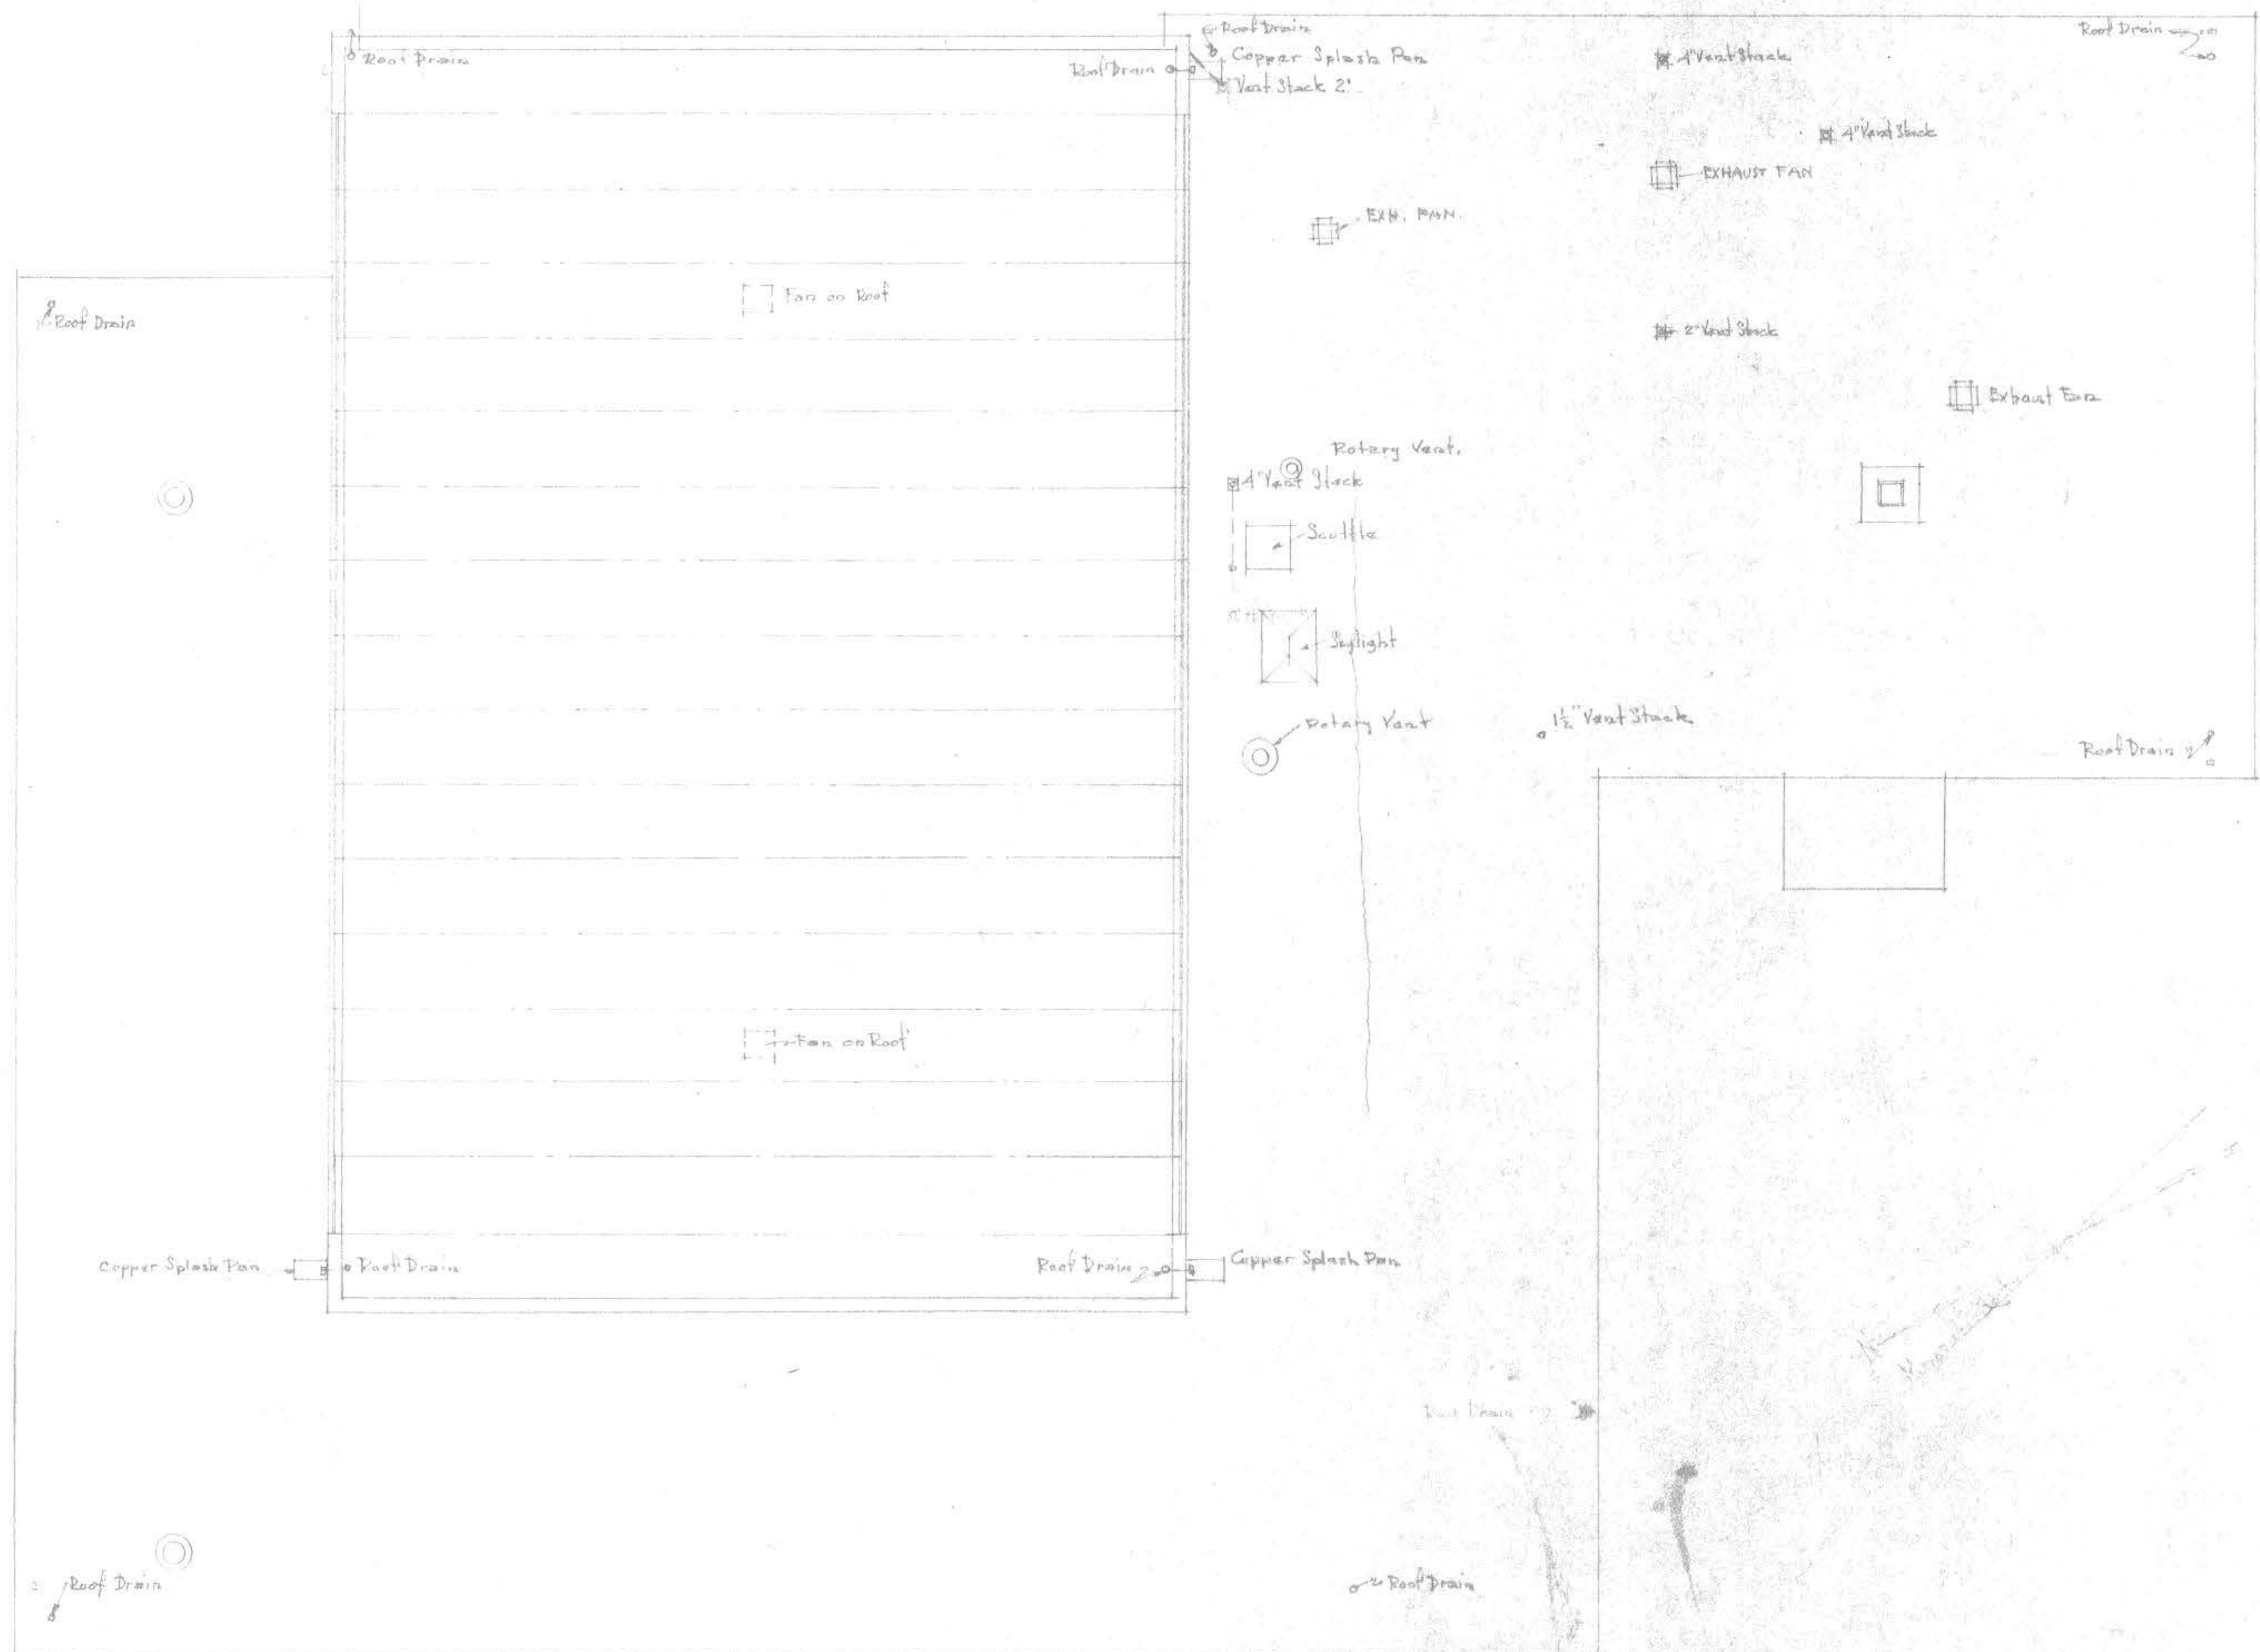 Roof Drain
Roof Drain
Roof Drain
Copper Splash Pan
Vent Stack 2"
4" Vent Stack
Roof Drain
4" Vent Stack
EXHAUST FAN
EXH. FAN.
Fan on Roof
Roof Drain
2" Vent Stack
Exhaust Fan
Rotary Vent.
4" Vent Stack
Scuttle
Skylight
Rotary Vent
1½" Vent Stack
Roof Drain
Fan on Roof
Copper Splash Pan
Roof Drain
Roof Drain
Copper Splash Pan
Roof Drain
Roof Drain
Roof Drain